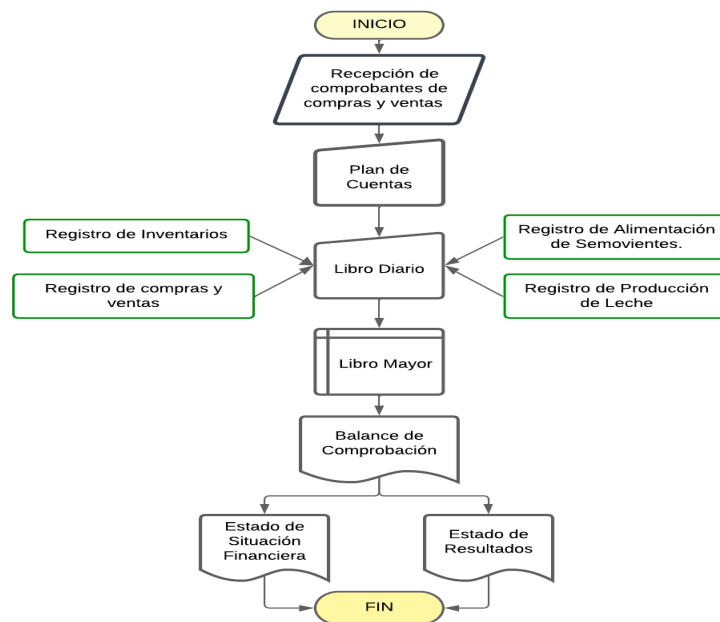 INICIO
Recepción de
comprobantes de
compras y ventas
Plan de
Cuentas
Registro de Inventarios
Registro de Alimentación
de Semovientes.
Libro Diario
Registro de compras y
ventas
Registro de Producción
de Leche
Libro Mayor
Balance de
Comprobación
Estado de
Situación
Financiera
Estado de
Resultados
FIN